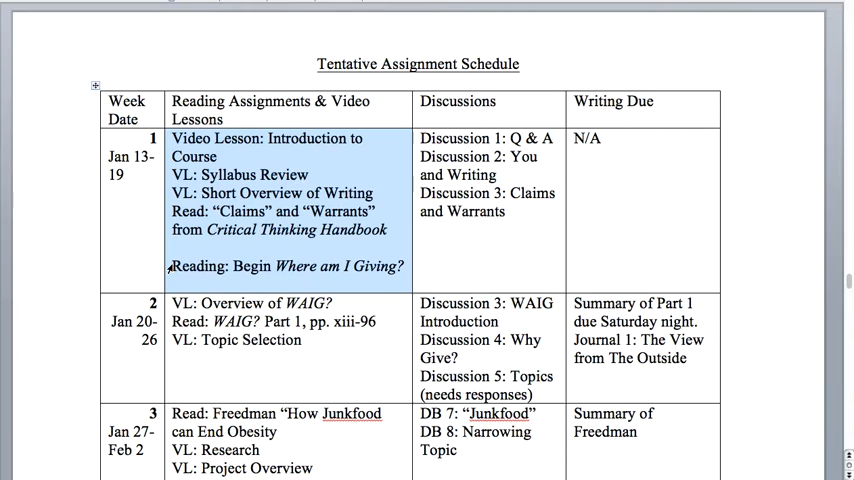 Tentative Assignment Schedule
Week Date
Reading Assignments & Video Lessons
Discussions
Writing Due
1
Jan 13-
19
Video Lesson: Introduction to
Course
VL: Syllabus Review
VL: Short Overview of Writing
Read: “Claims” and “Warrants”
from Critical Thinking Handbook
Reading: Begin Where am I Giving?
Discussion 1: Q & A
Discussion 2: You
and Writing
Discussion 3: Claims
and Warrants
N/A
2
Jan 20-
26
VL: Overview of WAIG?
Read: WAIG? Part 1, pp. xiii-96
VL: Topic Selection
Discussion 3: WAIG
Introduction
Discussion 4: Why
Give?
Discussion 5: Topics
(needs responses)
Summary of Part 1
due Saturday night.
Journal 1: The View
from The Outside
3
Jan 27-
Feb 2
Read: Freedman “How Junkfood
can End Obesity
VL: Research
VL: Project Overview
DB 7: “Junkfood”
DB 8: Narrowing
Topic
Summary of
Freedman